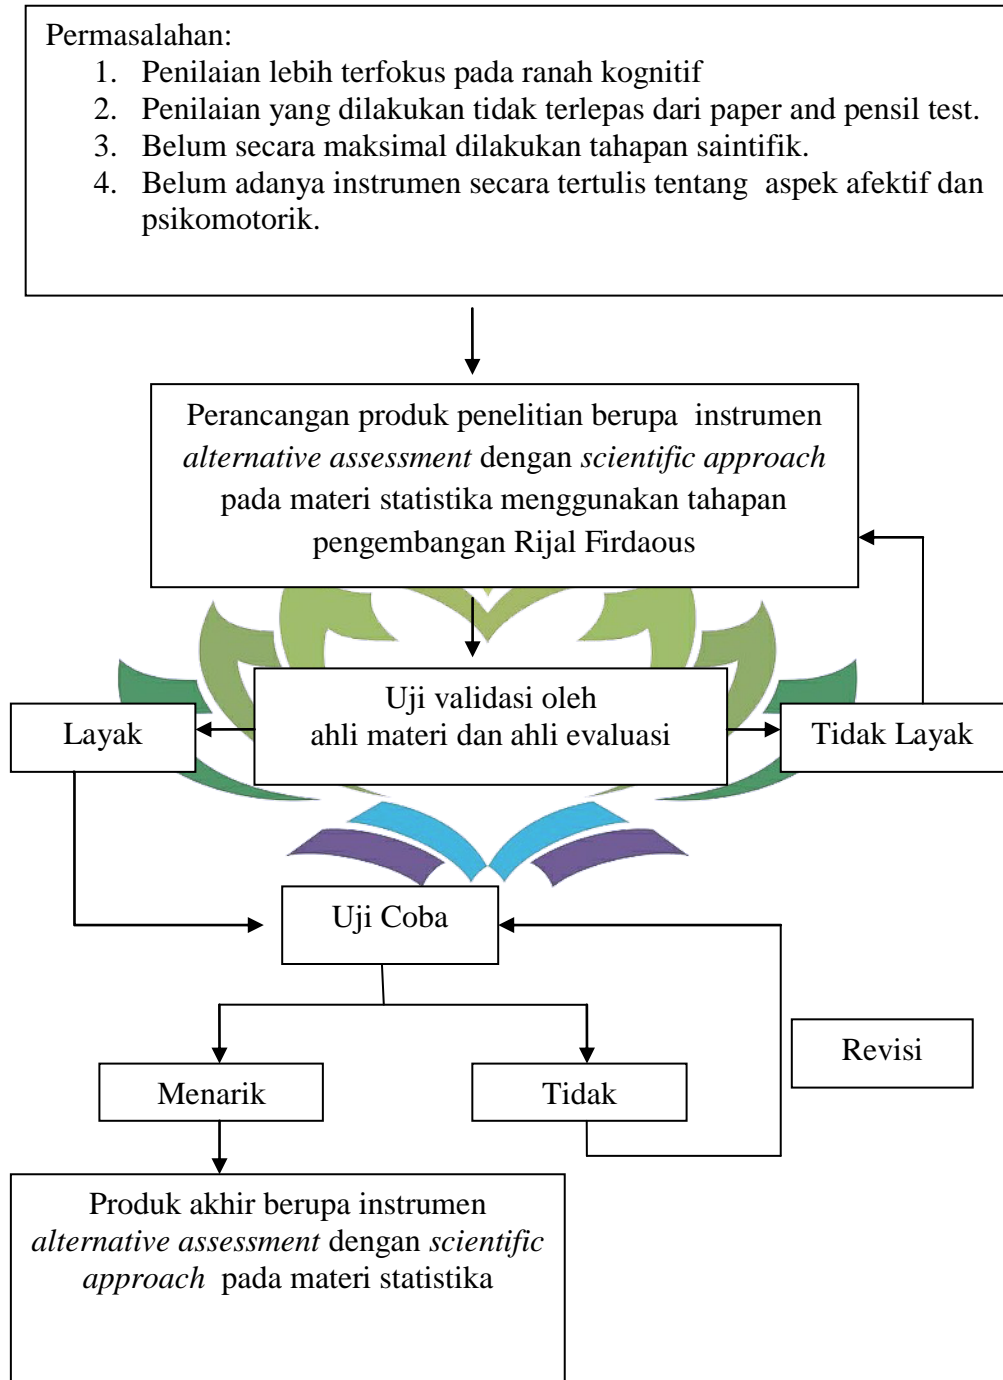 Permasalahan:
1. Penilaian lebih terfokus pada ranah kognitif
2. Penilaian yang dilakukan tidak terlepas dari paper and pensil test.
3. Belum secara maksimal dilakukan tahapan saintifik.
4. Belum adanya instrumen secara tertulis tentang aspek afektif dan
psikomotorik.
Perancangan produk penelitian berupa instrumen
alternative assessment dengan scientific approach
pada materi statistika menggunakan tahapan
pengembangan Rijal Firdaous
Uji validasi oleh
ahli materi dan ahli evaluasi
Layak
Tidak Layak
Uji Coba
Revisi
Menarik
Tidak
Produk akhir berupa instrumen
alternative assessment dengan scientific
approach pada materi statistika